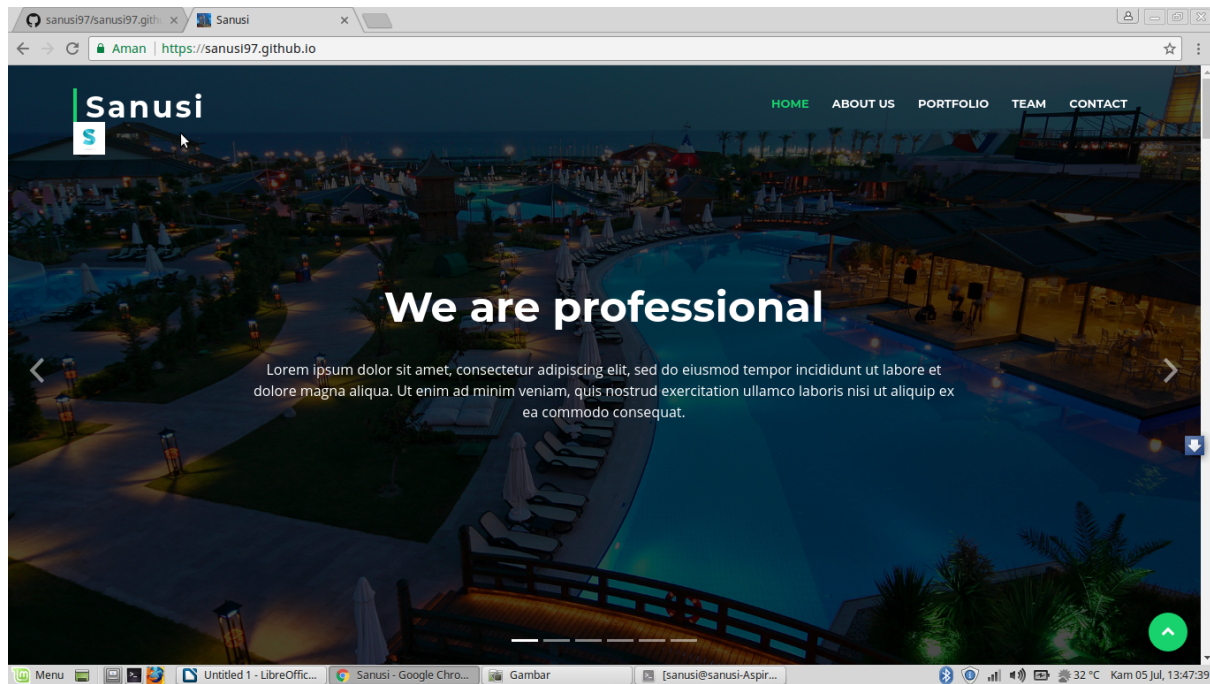 sanusi97/sanusi97.gith
Sanusi
Aman | https://sanusi97.github.io
Sanusi
S
HOME ABOUT US PORTFOLIO TEAM CONTACT
We are professional
Lorem ipsum dolor sit amet, consectetur adipiscing elit, sed do eiusmod tempor incididunt ut labore et
dolore magna aliqua. Ut enim ad minim veniam, quis nostrud exercitation ullamco laboris nisi ut aliquip ex
ea commodo consequat.
Menu Untitled 1 - LibreOffic... Sanusi - Google Chro... Gambar [sanusi@sanusi-Aspir... 32 °C Kam 05 Jul, 13:47:39